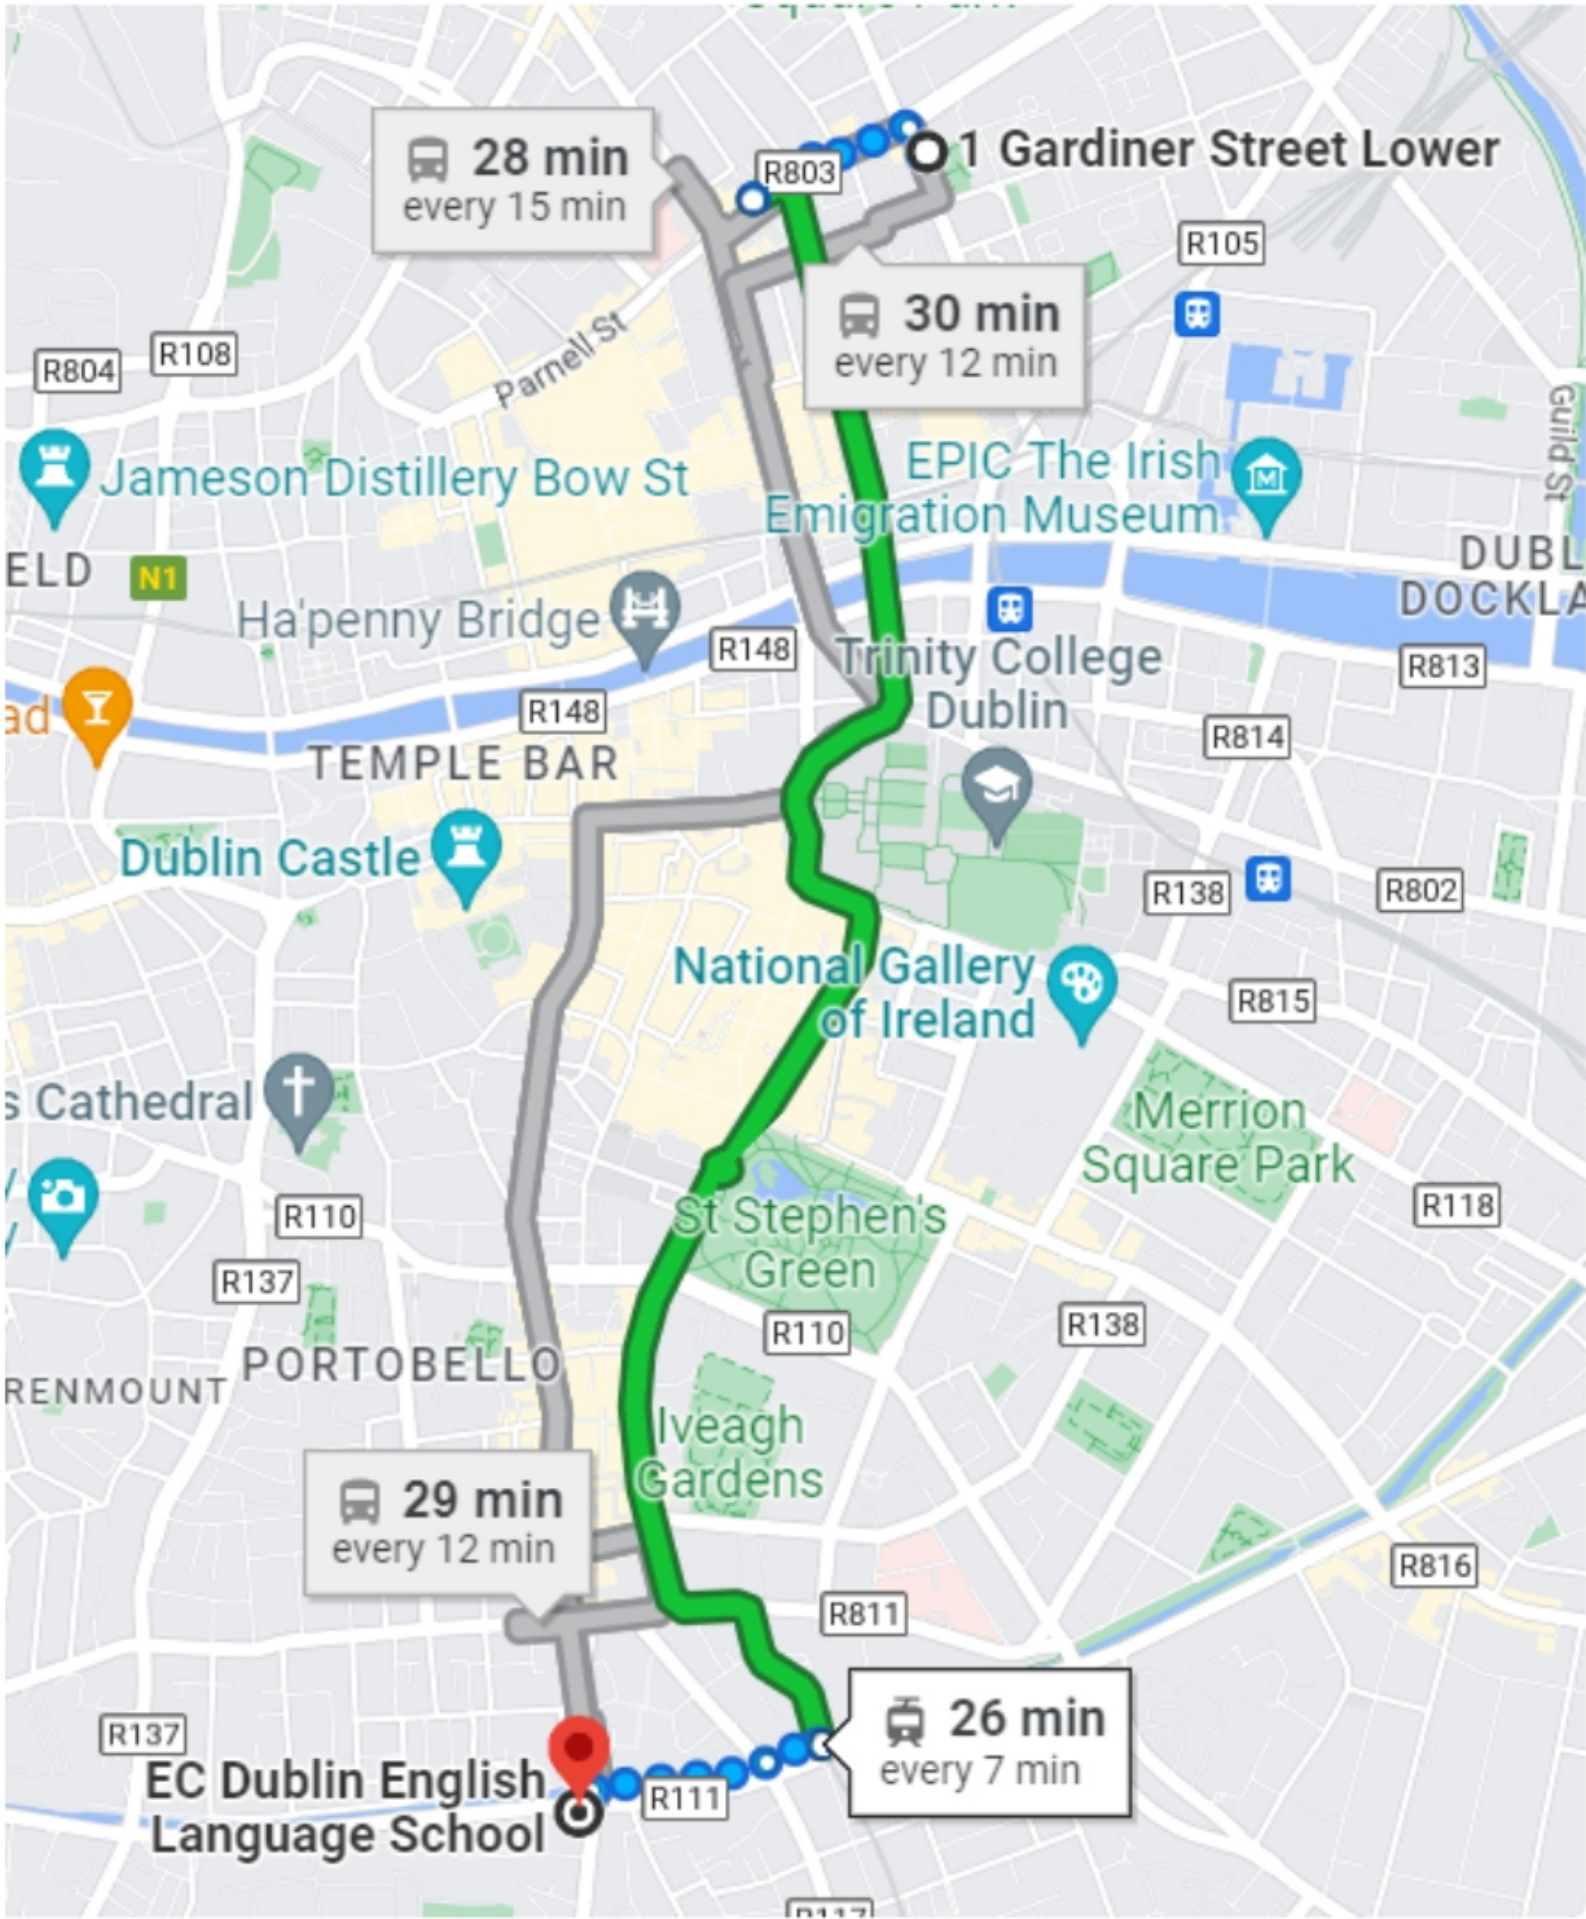 28 min
every 15 min
R803
1 Gardiner Street Lower
R105
30 min
every 12 min
R804
R108
Parnell St
Guild St
Jameson Distillery Bow St
EPIC The Irish
Emigration Museum
ELD
N1
DUBL
DOCKLA
Ha'penny Bridge
R148
Trinity College
Dublin
R813
ad
R148
R814
TEMPLE BAR
Dublin Castle
R138
R802
National Gallery
of Ireland
R815
s Cathedral
Merrion
Square Park
R110
St Stephen's
Green
R118
R137
R110
R138
PORTOBELLO
RENMOUNT
Iveagh
Gardens
29 min
every 12 min
R816
R811
26 min
every 7 min
R137
EC Dublin English
Language School
R111
R117